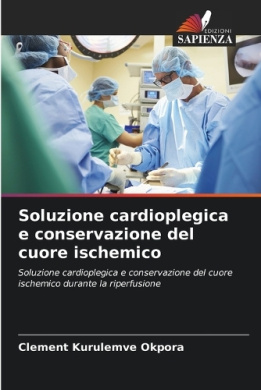 EDIZIONI
SAPIENZA
Soluzione cardioplegica
e conservazione del
cuore ischemico
Soluzione cardioplegica e conservazione del cuore
ischemico durante la riperfusione
Clement Kurulemve Okpora